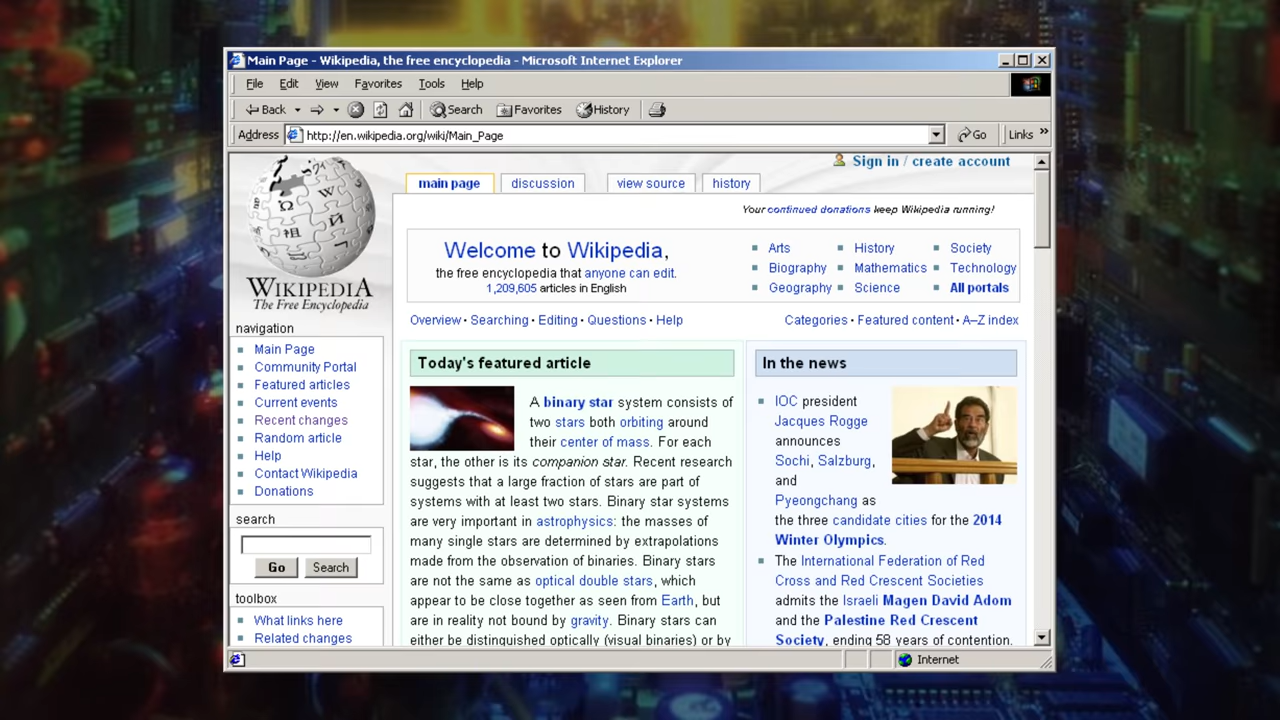 Main Page - Wikipedia, the free encyclopedia - Microsoft Internet Explorer
File Edit View Favorites Tools Help
Back Search Favorites History
Address http://en.wikipedia.org/wiki/Main_Page Go Links »
Sign in / create account
main page discussion view source history
Your continued donations keep Wikipedia running!
Ω W И 祖
WIKIPEDIA
The Free Encyclopedia
navigation
Main Page
Community Portal
Featured articles
Current events
Recent changes
Random article
Help
Contact Wikipedia
Donations
search
Go Search
toolbox
What links here
Related changes
Welcome to Wikipedia,
the free encyclopedia that anyone can edit.
1,209,605 articles in English
Arts History Society
Biography Mathematics Technology
Geography Science All portals
Overview · Searching · Editing · Questions · Help
Categories · Featured content · A–Z index
Today's featured article
A binary star system consists of
two stars both orbiting around
their center of mass. For each
star, the other is its companion star. Recent research
suggests that a large fraction of stars are part of
systems with at least two stars. Binary star systems
are very important in astrophysics: the masses of
many single stars are determined by extrapolations
made from the observation of binaries. Binary stars
are not the same as optical double stars, which
appear to be close together as seen from Earth, but
are in reality not bound by gravity. Binary stars can
either be distinguished optically (visual binaries) or by
In the news
IOC president
Jacques Rogge
announces
Sochi, Salzburg,
and
Pyeongchang as
the three candidate cities for the 2014
Winter Olympics.
The International Federation of Red
Cross and Red Crescent Societies
admits the Israeli Magen David Adom
and the Palestine Red Crescent
Society, ending 58 years of contention.
Internet